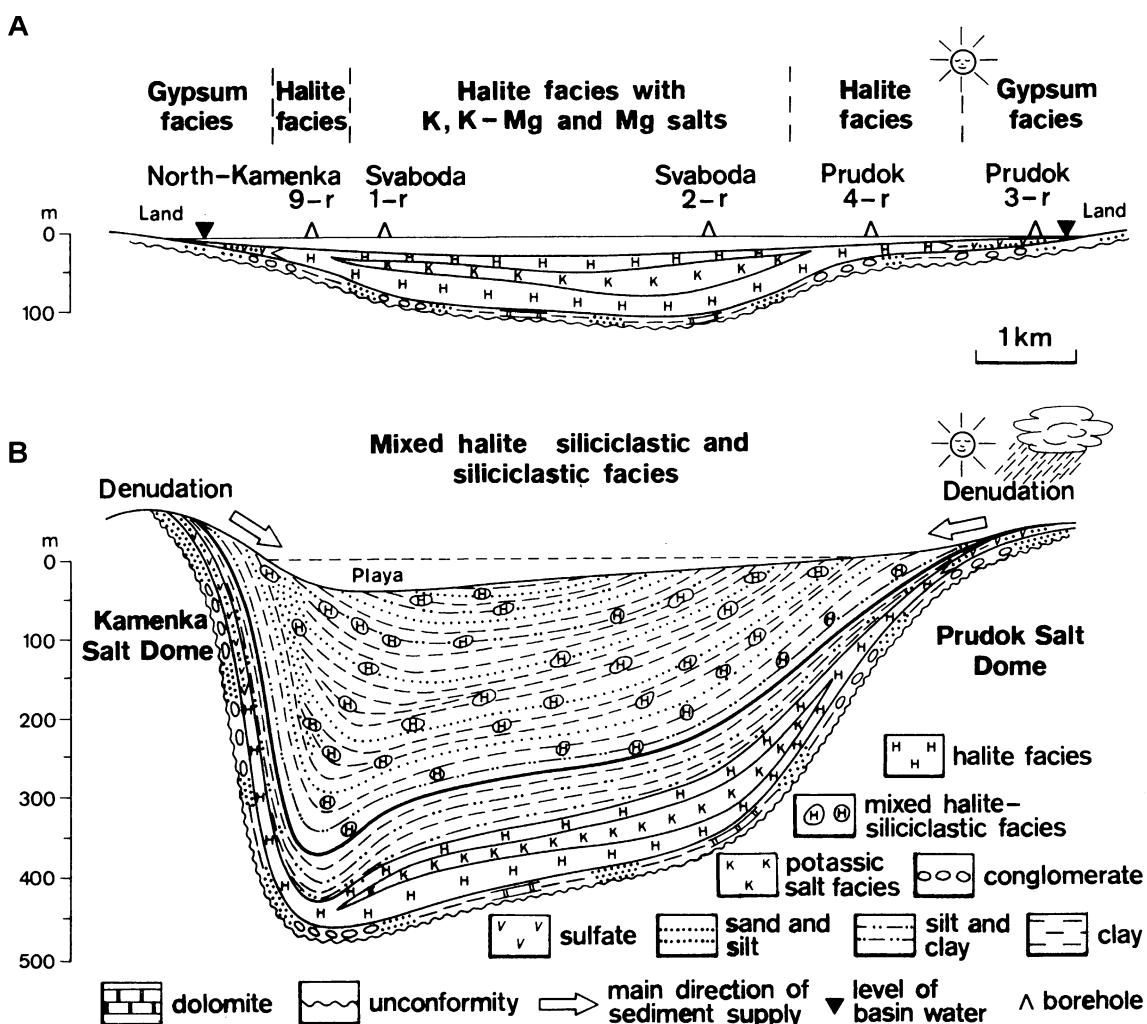 A
Gypsum facies
Halite facies
Halite facies with K, K–Mg and Mg salts
Halite facies
Gypsum facies
North–Kamenka 9–r
Svaboda 1–r
Svaboda 2–r
Prudok 4–r
Prudok 3–r
m
Land
Land
0
100
H H H H H H H H H H H H
K K K K K K K K K
H H H H H H H H H H H
V V V
1 km
B
Mixed halite siliciclastic and
siliciclastic facies
Denudation
Denudation
m
0
100
200
300
400
500
Playa
Kamenka
Salt Dome
Prudok Salt
Dome
H H H
halite facies
H H
mixed halite–
siliciclastic facies
K K K
potassic
salt facies
conglomerate
V V V
sulfate
sand and
silt
silt and
clay
clay
dolomite
unconformity
main direction of
sediment supply
level of
basin water
borehole